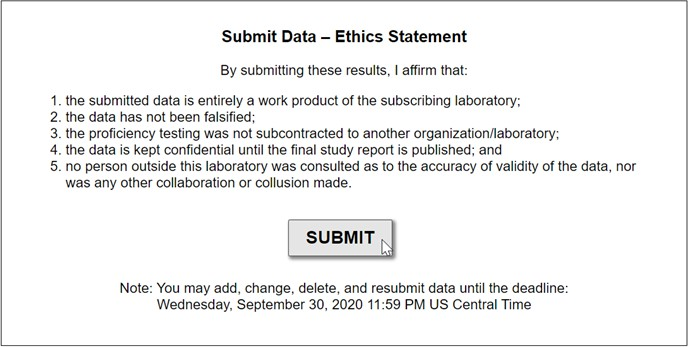 Submit Data – Ethics Statement
By submitting these results, I affirm that:
1. the submitted data is entirely a work product of the subscribing laboratory;
2. the data has not been falsified;
3. the proficiency testing was not subcontracted to another organization/laboratory;
4. the data is kept confidential until the final study report is published; and
5. no person outside this laboratory was consulted as to the accuracy of validity of the data, nor
was any other collaboration or collusion made.
SUBMIT
Note: You may add, change, delete, and resubmit data until the deadline:
Wednesday, September 30, 2020 11:59 PM US Central Time